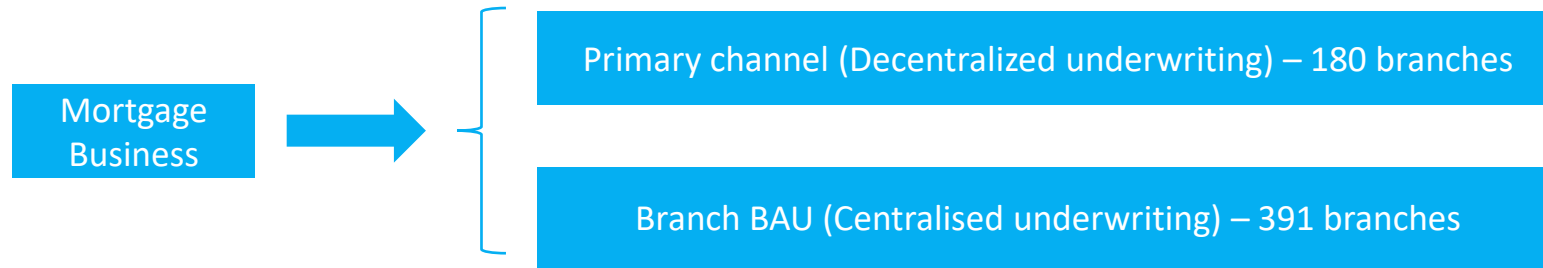 Mortgage
Business
Primary channel (Decentralized underwriting) – 180 branches
Branch BAU (Centralised underwriting) – 391 branches